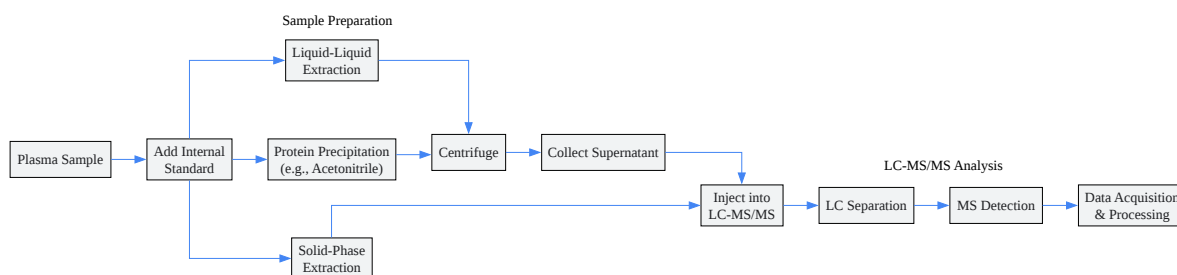 Sample Preparation
Liquid-Liquid
Extraction
Plasma Sample
Add Internal
Standard
Protein Precipitation
(e.g., Acetonitrile)
Centrifuge
Collect Supernatant
LC-MS/MS Analysis
Inject into
LC-MS/MS
LC Separation
MS Detection
Data Acquisition
& Processing
Solid-Phase
Extraction